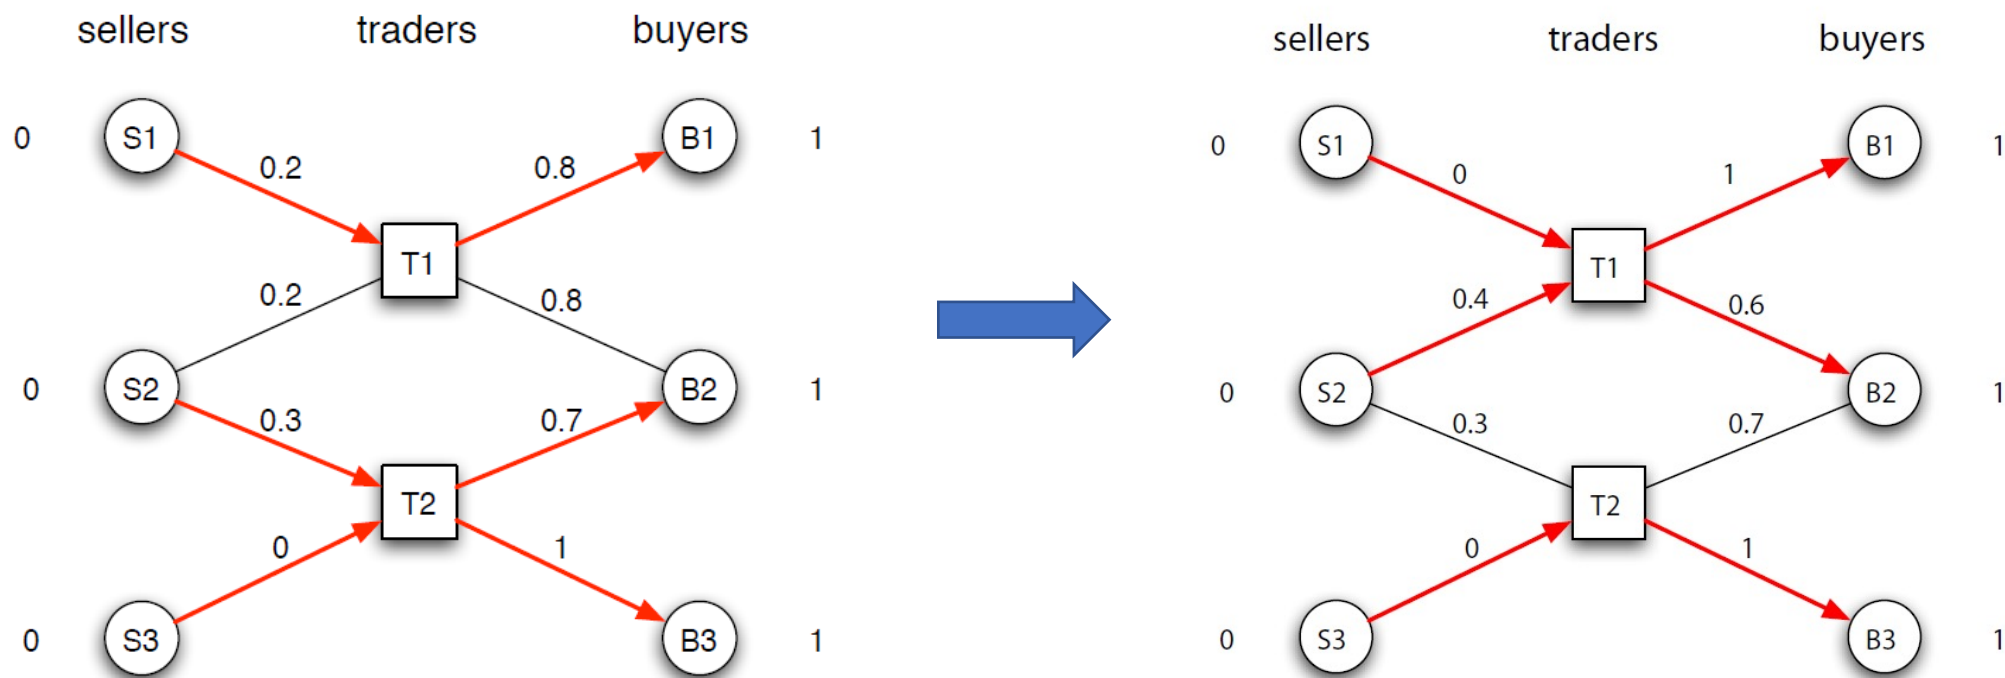 sellers traders buyers
0 S1 0.2 0.8 B1 1
T1
0.2 0.8
0 S2 0.3 0.7 B2 1
T2
0 1
0 S3 B3 1
sellers traders buyers
0 S1 0 1 B1 1
T1
0.4 0.6
0 S2 0.3 0.7 B2 1
T2
0 1
0 S3 B3 1